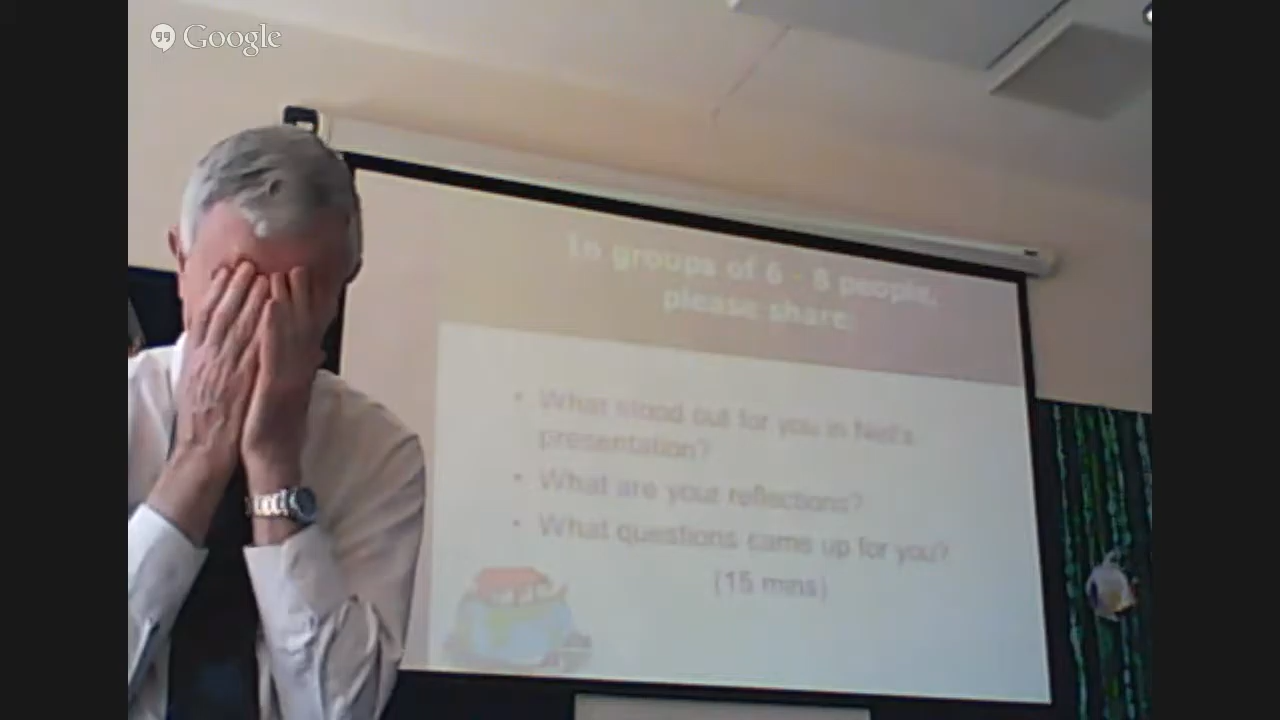 Google
In groups of 6 - 8 people,
please share:
• What stood out for you in Neil's
presentation?
• What are your reflections?
• What questions came up for you?
(15 mins)